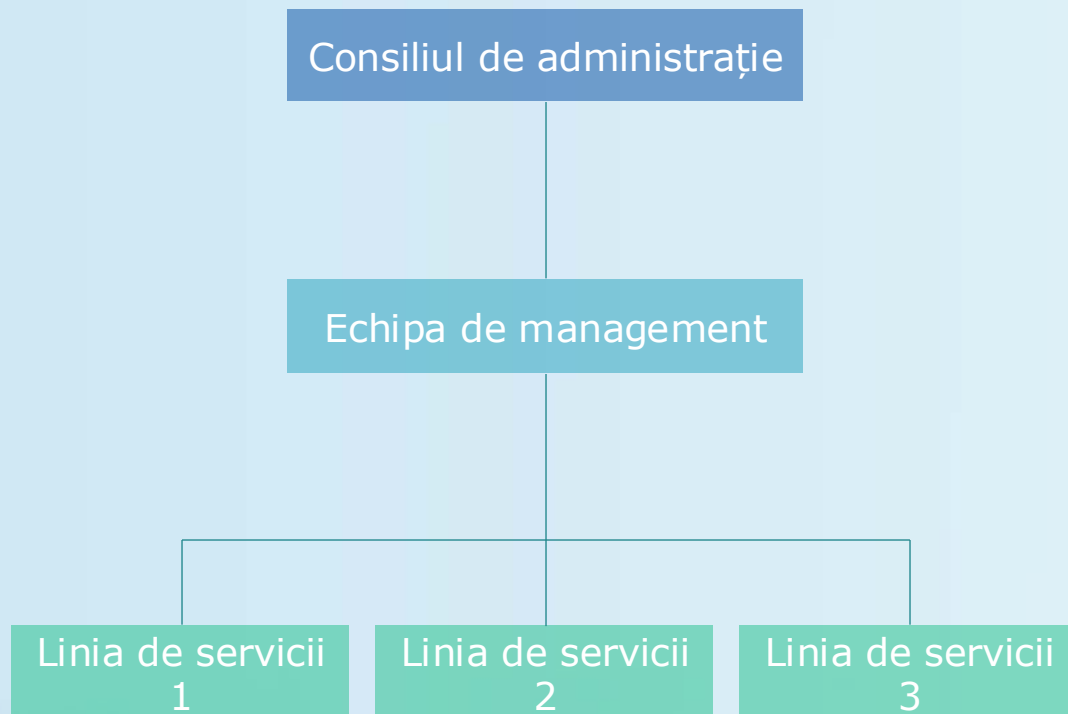 Consiliul de administrație
Echipa de management
Linia de servicii
1
Linia de servicii
2
Linia de servicii
3